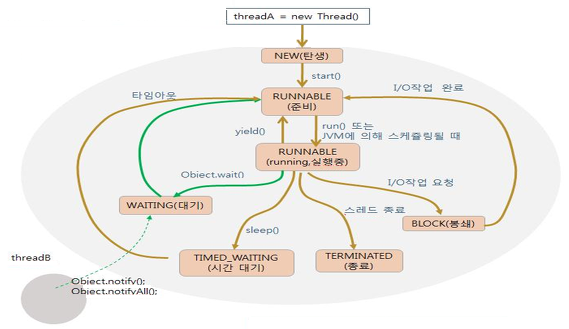 threadA = new Thread()
NEW(탄생)
start()
타임아웃
RUNNABLE
(준비)
I/O작업 완료
yield()
run() 또는
JVM에 의해 스케쥴링될 때
RUNNABLE
(running,실행중)
Object.wait()
I/O작업 요청
WAITING(대기)
스레드 종료
BLOCK(봉쇄)
sleep()
threadB
TIMED_WAITING
(시간 대기)
TERMINATED
(종료)
Object.notify();
Object.notifyAll();